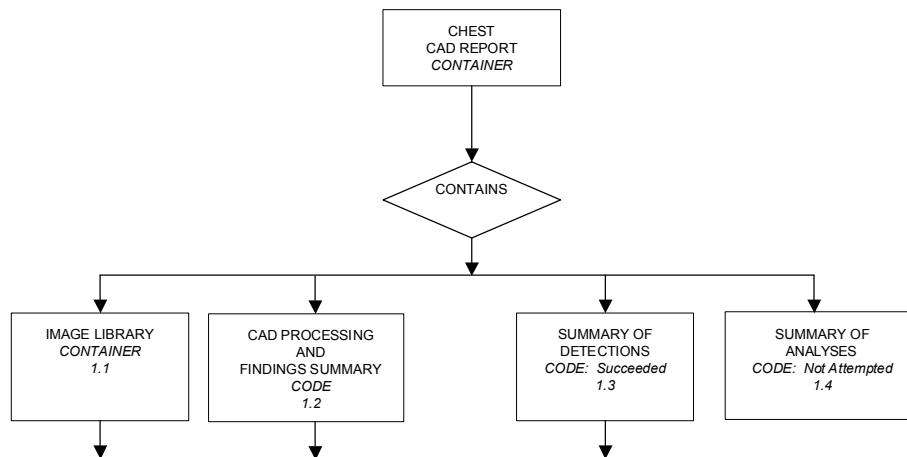 CHEST
CAD REPORT
CONTAINER
CONTAINS
IMAGE LIBRARY
CONTAINER
1.1
CAD PROCESSING
AND
FINDINGS SUMMARY
CODE
1.2
SUMMARY OF
DETECTIONS
CODE: Succeeded
1.3
SUMMARY OF
ANALYSES
CODE: Not Attempted
1.4